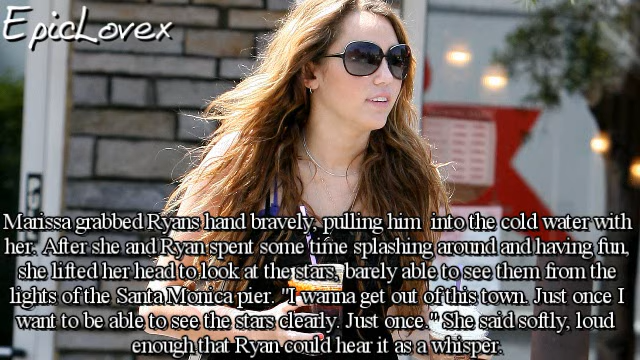 EpicLovex
Marissa grabbed Ryans hand bravely, pulling him into the cold water with
her. After she and Ryan spent some time splashing around and having fun,
she lifted her head to look at the stars, barely able to see them from the
lights of the Santa Monica pier. "I wanna get out of this town. Just once I
want to be able to see the stars clearly. Just once." She said softly, loud
enough that Ryan could hear it as a whisper.